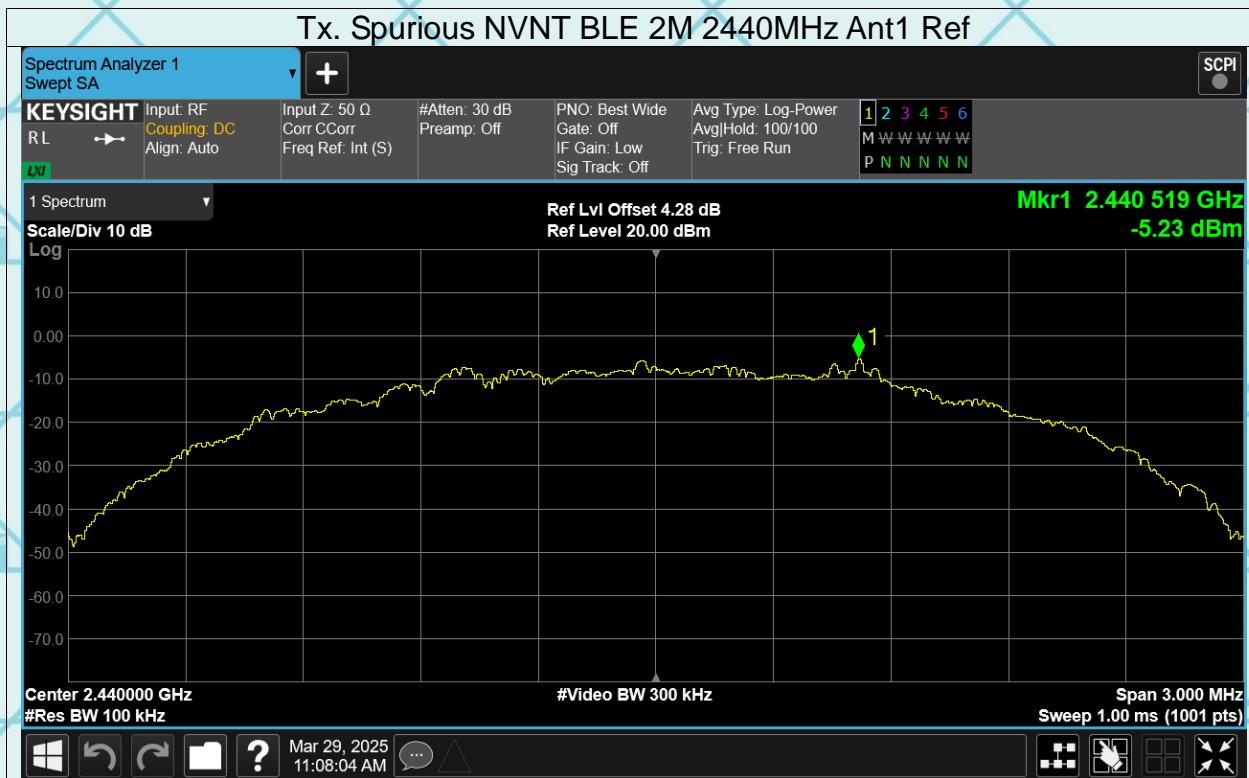 Tx. Spurious NVNT BLE 2M 2440MHz Ant1 Ref
Spectrum Analyzer 1
Swept SA
+
SCPI
KEYSIGHT
RL
LXI
Input: RF
Coupling: DC
Align: Auto
Input Z: 50 Ω
Corr CCorr
Freq Ref: Int (S)
#Atten: 30 dB
Preamp: Off
PNO: Best Wide
Gate: Off
IF Gain: Low
Sig Track: Off
Avg Type: Log-Power
Avg|Hold: 100/100
Trig: Free Run
1 2 3 4 5 6
M W W W W W
P N N N N N
1 Spectrum
Scale/Div 10 dB
Ref Lvl Offset 4.28 dB
Ref Level 20.00 dBm
Mkr1 2.440 519 GHz
-5.23 dBm
Log
10.0
0.00
-10.0
-20.0
-30.0
-40.0
-50.0
-60.0
-70.0
1
Center 2.440000 GHz
#Res BW 100 kHz
#Video BW 300 kHz
Span 3.000 MHz
Sweep 1.00 ms (1001 pts)
?
Mar 29, 2025
11:08:04 AM